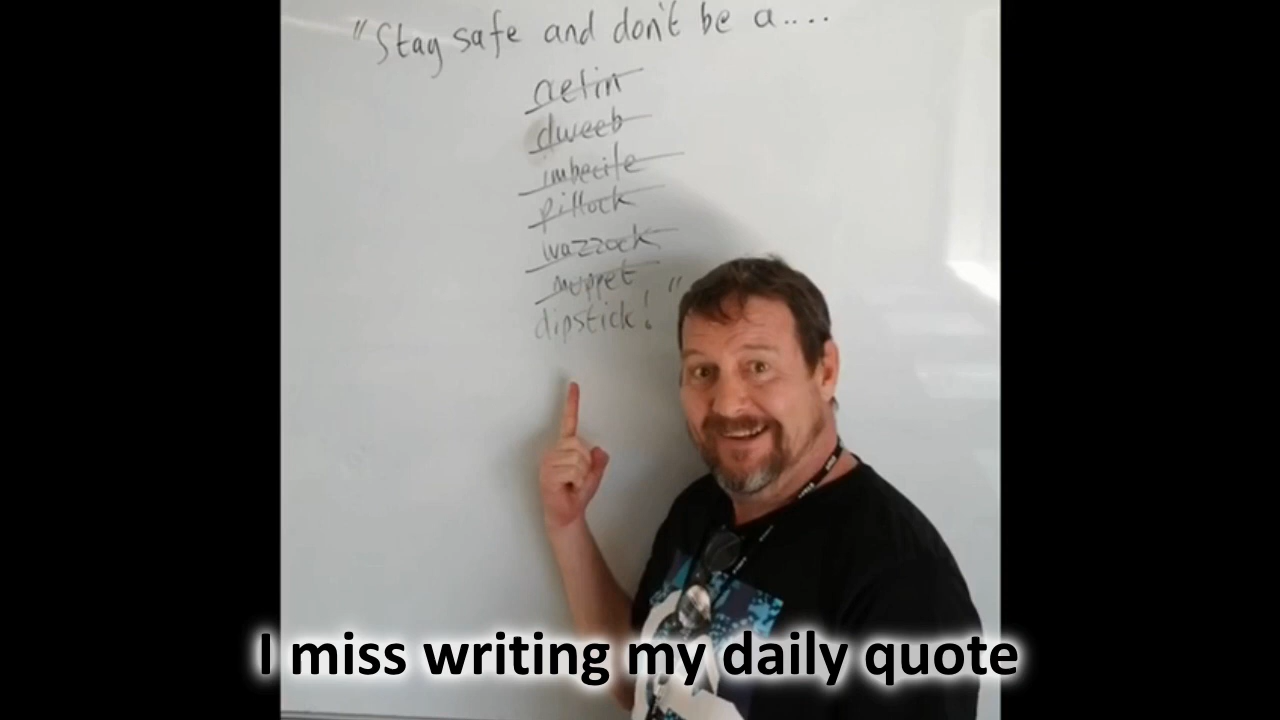 "Stay safe and don't be a....
cretin
dweeb
imbecile
pillock
wazzock
muppet
dipstick!"
I miss writing my daily quote